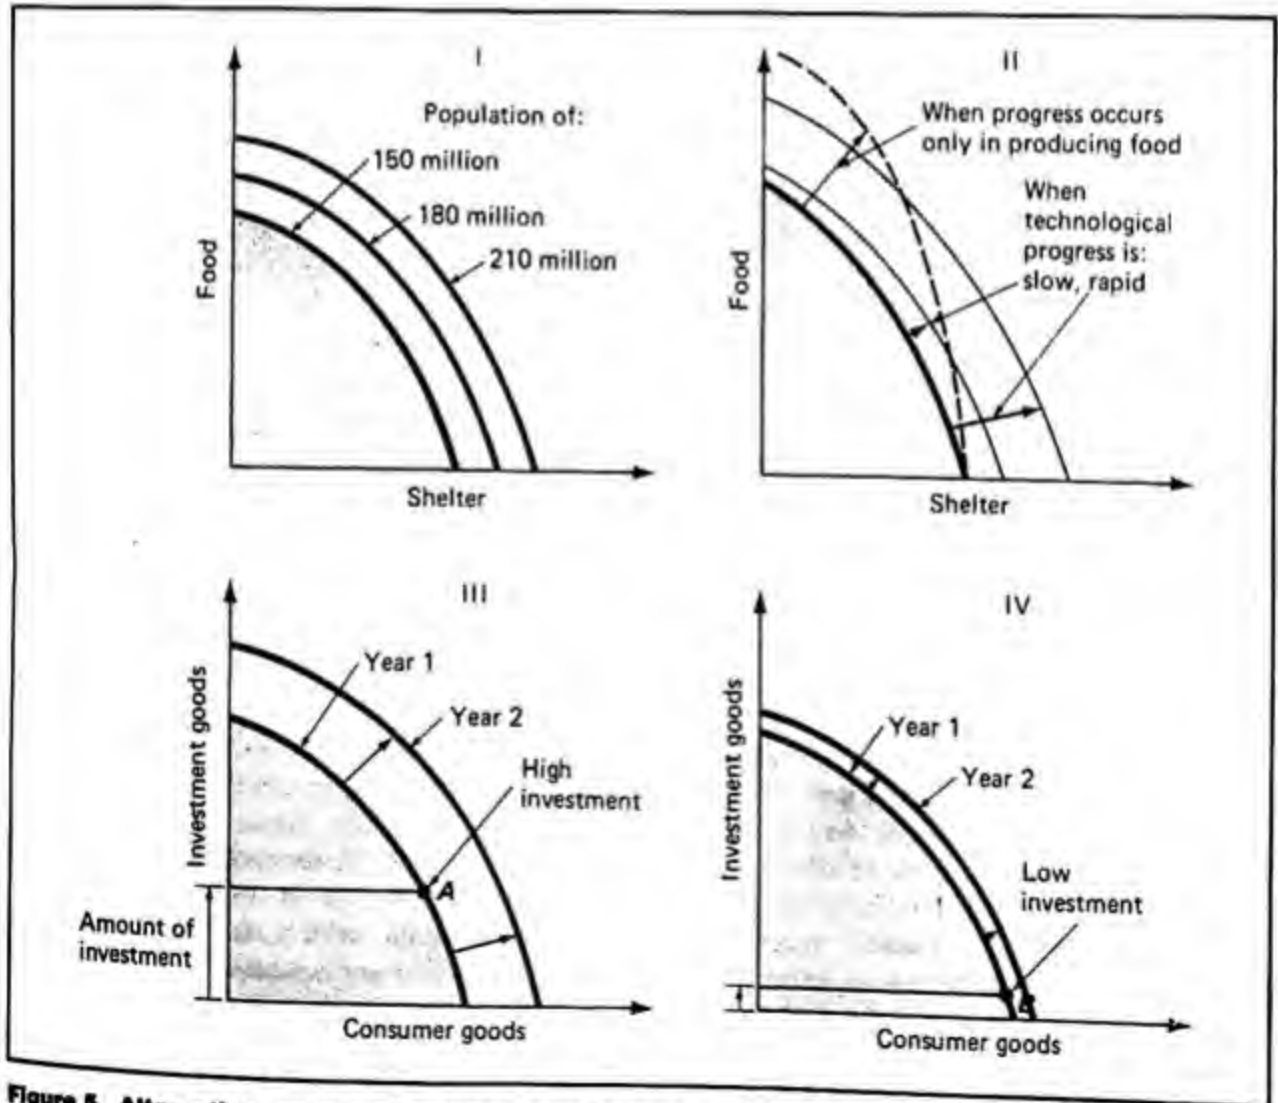 I
Population of:
150 million
180 million
210 million
Food
Shelter
II
When progress occurs
only in producing food
When
technological
progress is:
slow, rapid
Food
Shelter
III
Year 1
Year 2
High
investment
A
Investment goods
Amount of
investment
Consumer goods
IV
Year 1
Year 2
Low
investment
Investment goods
Consumer goods
Figure 5